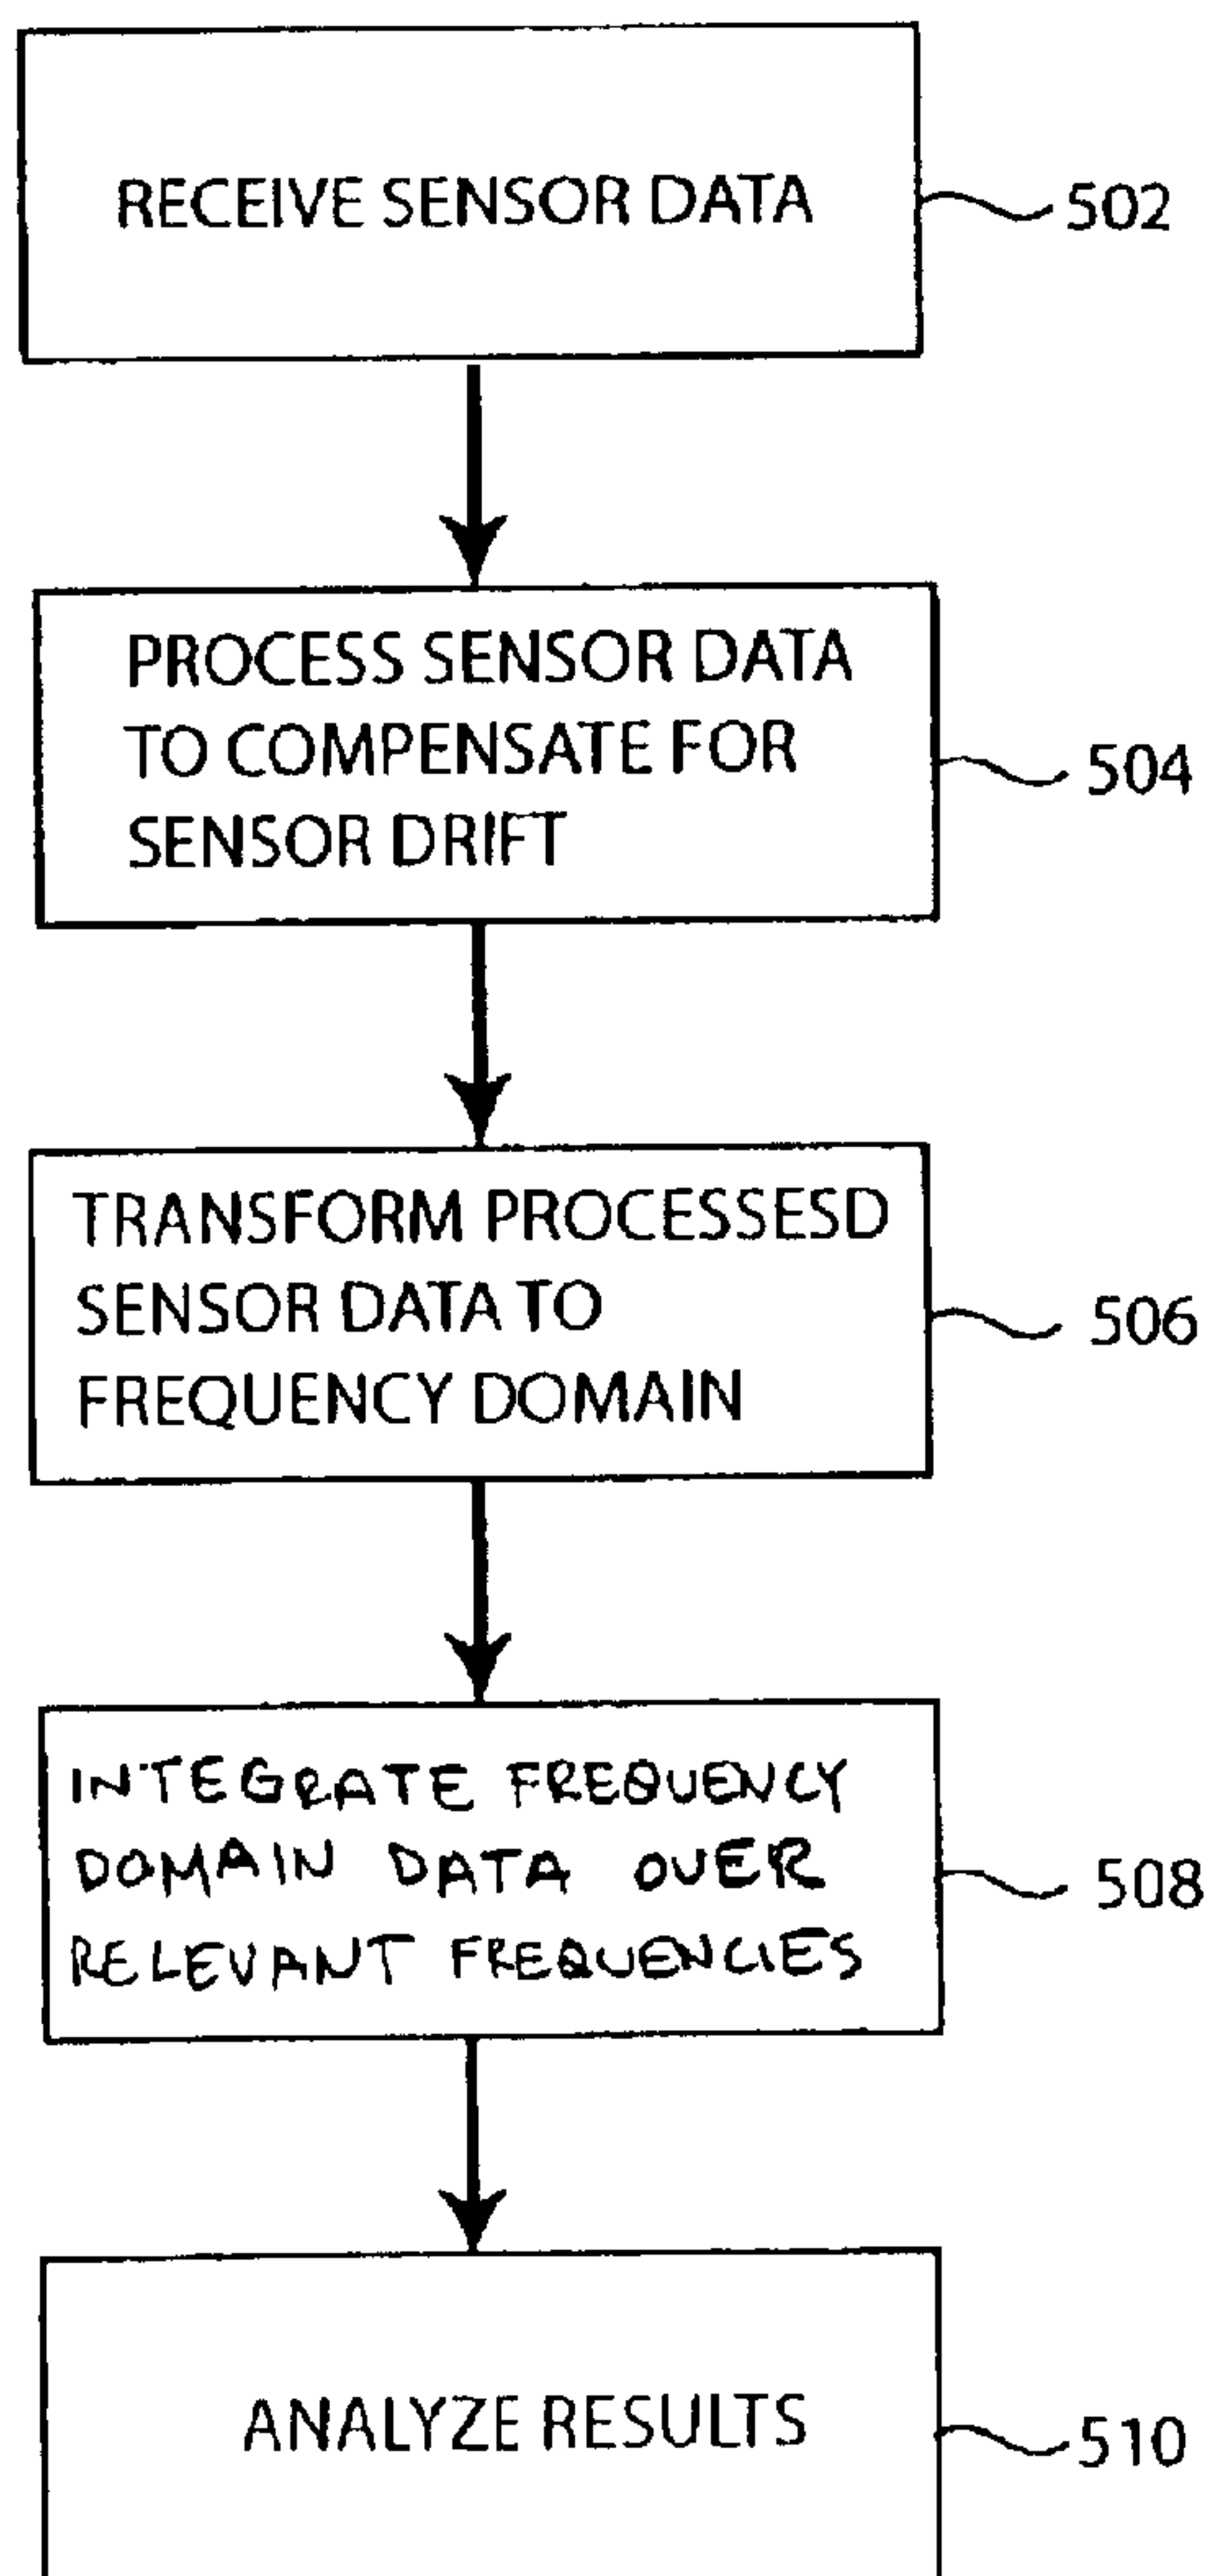 RECEIVE SENSOR DATA
502
PROCESS SENSOR DATA
TO COMPENSATE FOR
SENSOR DRIFT
504
TRANSFORM PROCESSESD
SENSOR DATA TO
FREQUENCY DOMAIN
506
INTEGRATE FREQUENCY
DOMAIN DATA OVER
RELEVANT FREQUENCIES
508
ANALYZE RESULTS
510